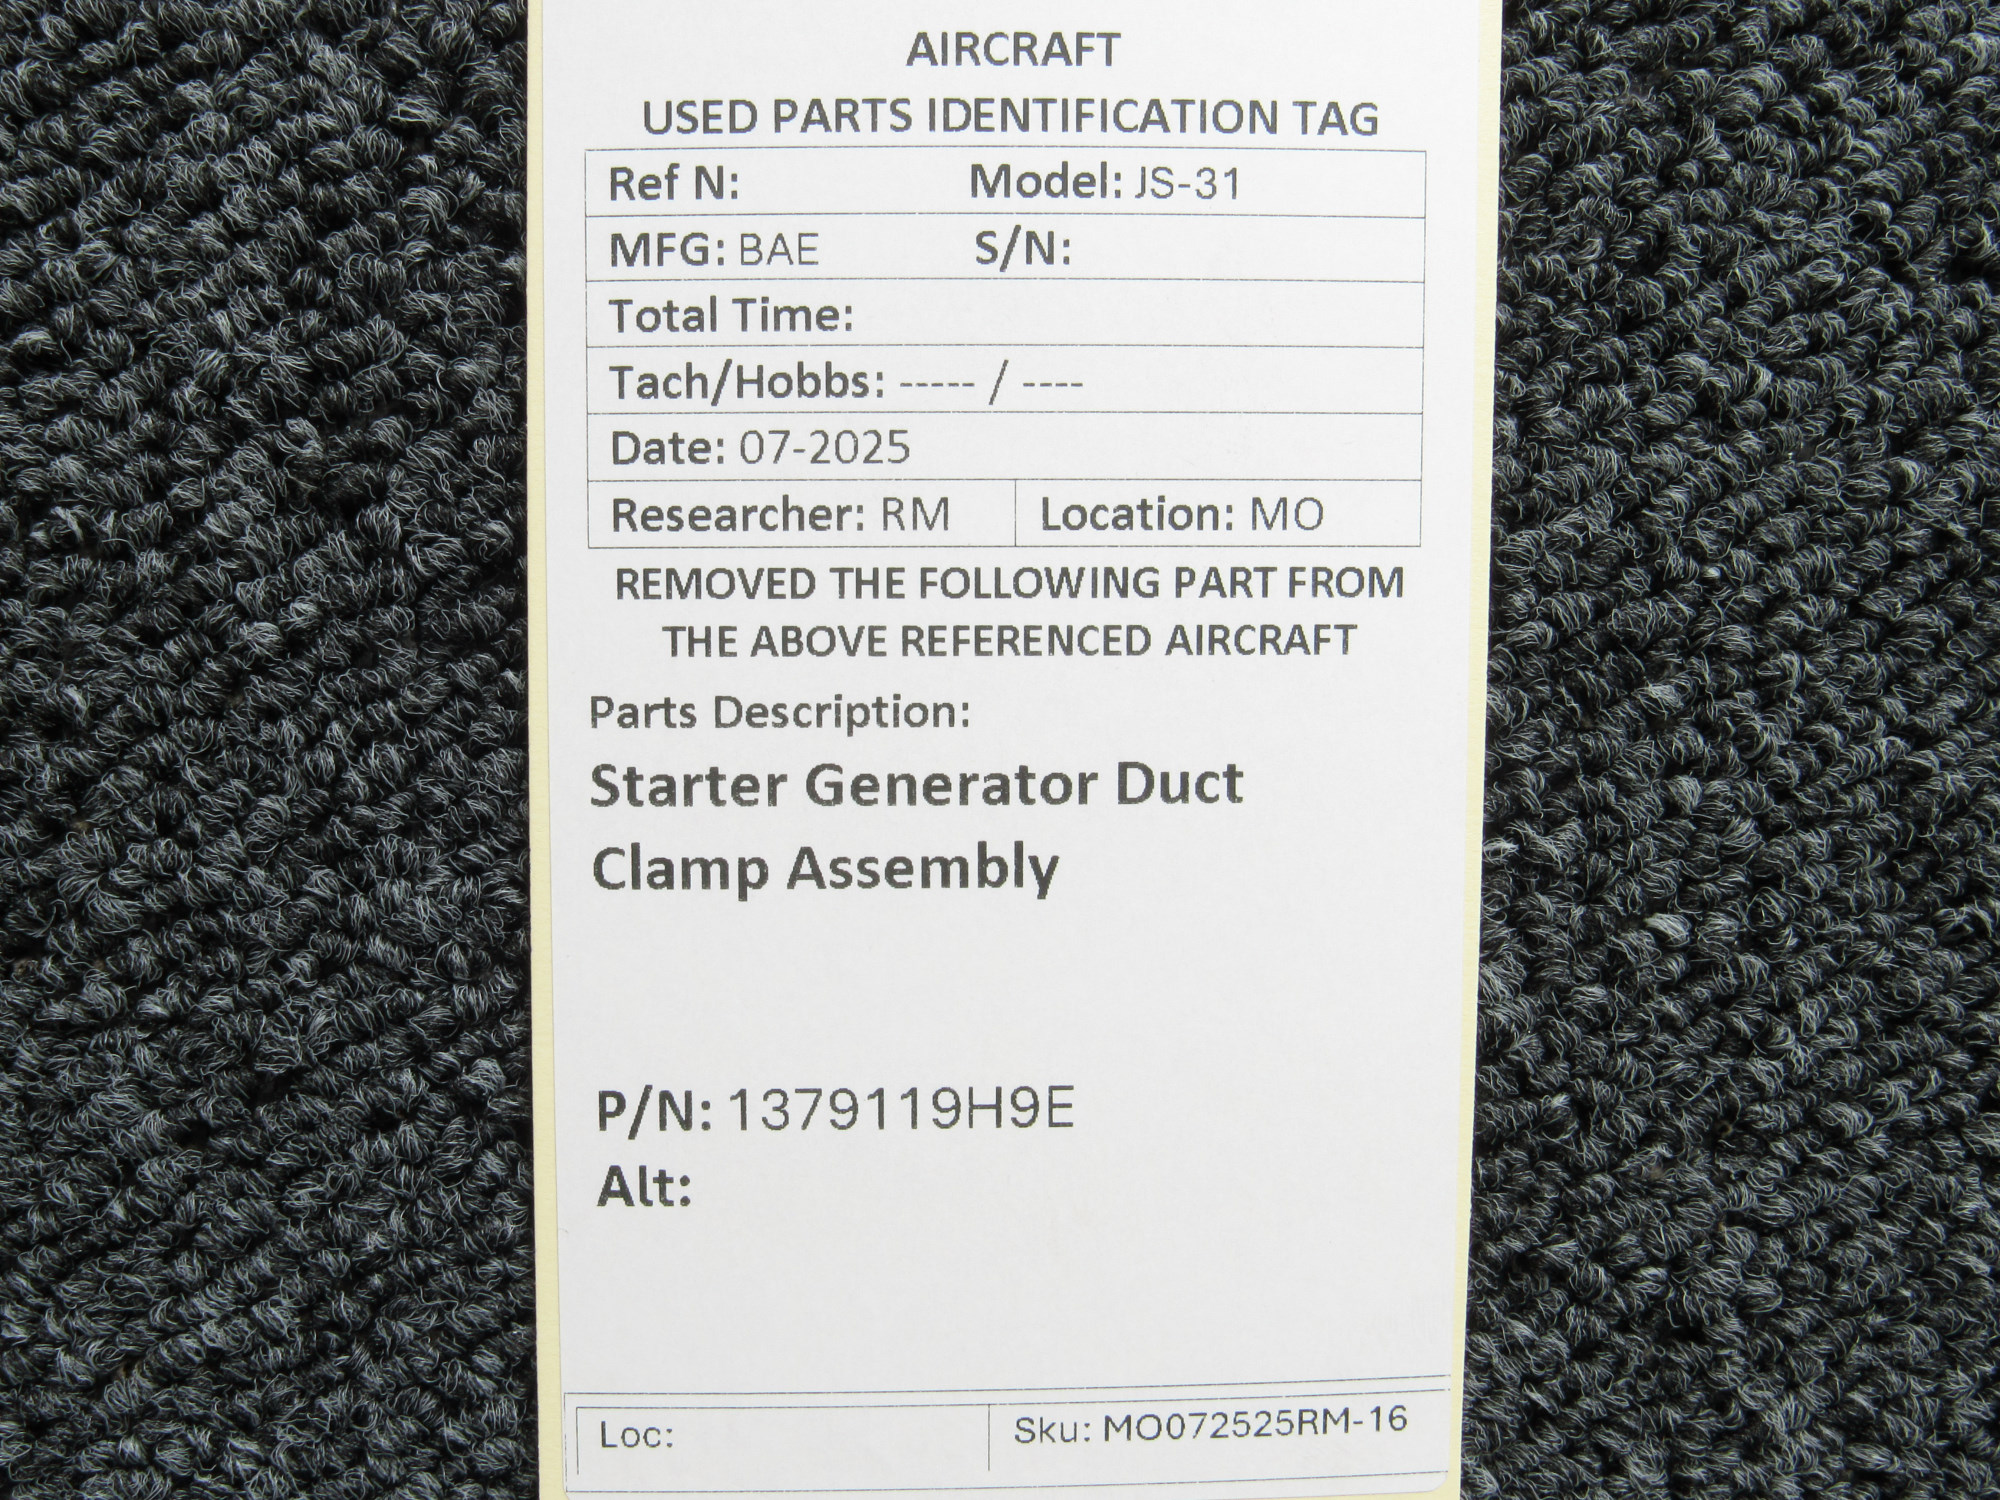 AIRCRAFT
USED PARTS IDENTIFICATION TAG
Ref N: Model: JS-31
MFG: BAE S/N:
Total Time:
Tach/Hobbs: ----- / ----
Date: 07-2025
Researcher: RM Location: MO
REMOVED THE FOLLOWING PART FROM
THE ABOVE REFERENCED AIRCRAFT
Parts Description:
Starter Generator Duct
Clamp Assembly
P/N: 1379119H9E
Alt:
Loc: Sku: MO072525RM-16